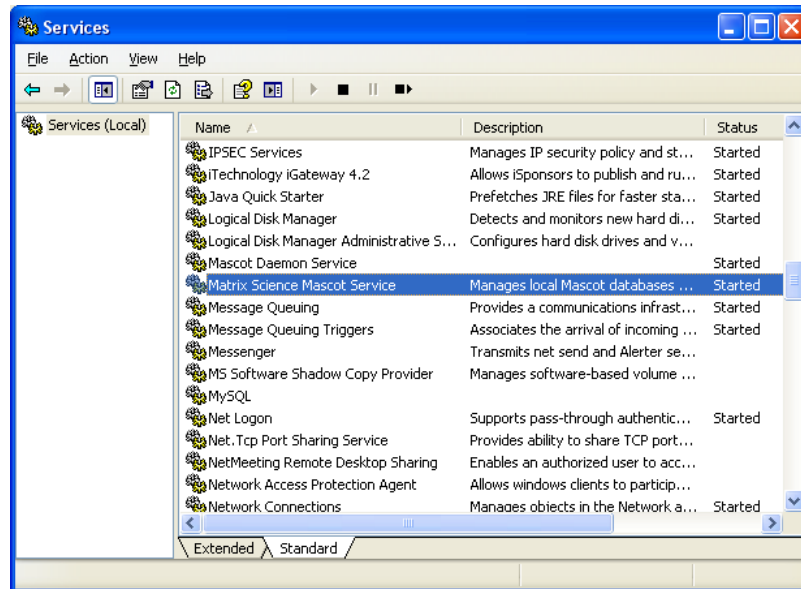 Services
File Action View Help
Services (Local)
Name Description Status
IPSEC Services Manages IP security policy and st... Started
iTechnology iGateway 4.2 Allows iSponsors to publish and ru... Started
Java Quick Starter Prefetches JRE files for faster sta... Started
Logical Disk Manager Detects and monitors new hard di... Started
Logical Disk Manager Administrative S... Configures hard disk drives and v...
Mascot Daemon Service Started
Matrix Science Mascot Service Manages local Mascot databases ... Started
Message Queuing Provides a communications infrast... Started
Message Queuing Triggers Associates the arrival of incoming ... Started
Messenger Transmits net send and Alerter se...
MS Software Shadow Copy Provider Manages software-based volume ...
MySQL
Net Logon Supports pass-through authentic... Started
Net.Tcp Port Sharing Service Provides ability to share TCP port...
NetMeeting Remote Desktop Sharing Enables an authorized user to acc...
Network Access Protection Agent Allows windows clients to particip...
Network Connections Manages objects in the Network a... Started
Extended Standard